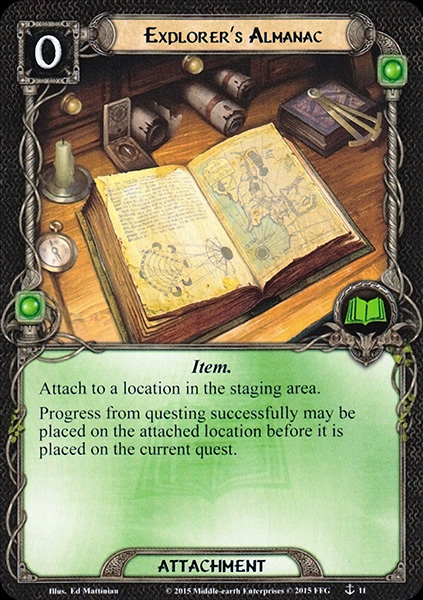 0
EXPLORER'S ALMANAC
Item.
Attach to a location in the staging area.
Progress from questing successfully may be
placed on the attached location before it is
placed on the current quest.
ATTACHMENT
Illus. Ed Mattinian © 2015 Middle-earth Enterprises © 2015 FFG 11